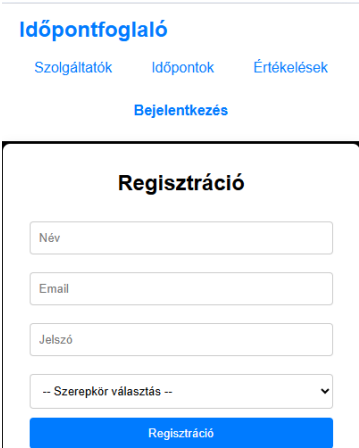 Időpontfoglaló
Szolgáltatók Időpontok Értékelések
Bejelentkezés
Regisztráció
Név
Email
Jelszó
-- Szerepkör választás --
Regisztráció